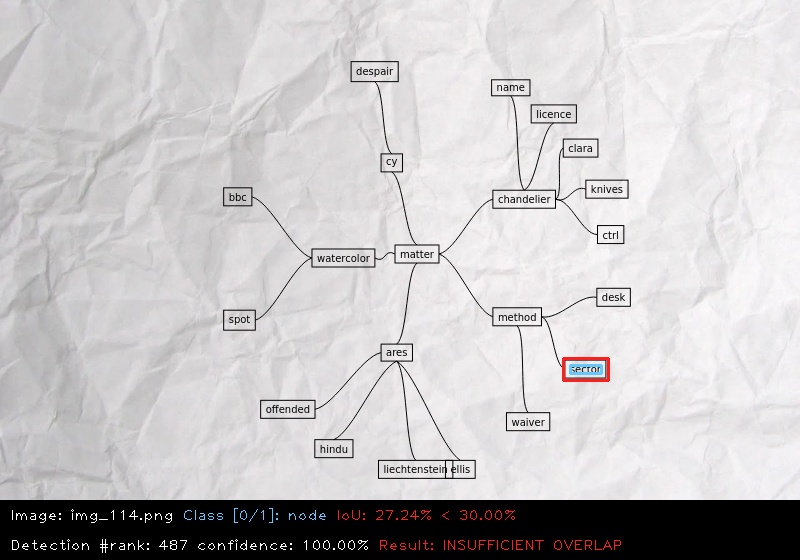 despair
name
licence
clara
cy
knives
bbc
chandelier
ctrl
matter
watercolor
desk
method
spot
ares
sector
offended
waiver
hindu
liechtenstein
ellis
Image: img_114.png Class [0/1]: node IoU: 27.24% < 30.00%
Detection #rank: 487 confidence: 100.00% Result: INSUFFICIENT OVERLAP